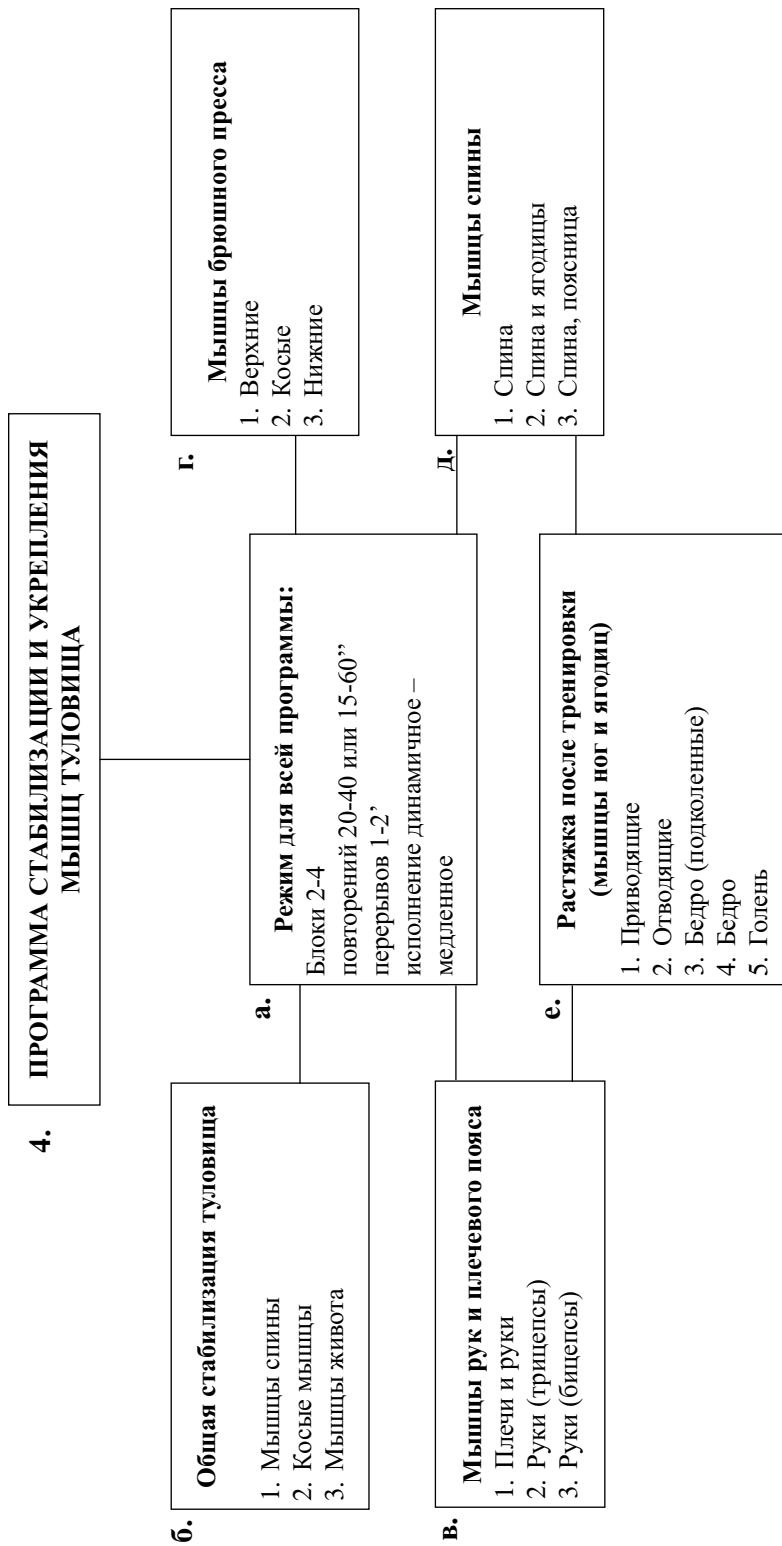 4.
ПРОГРАММА СТАБИЛИЗАЦИИ И УКРЕПЛЕНИЯ
МЫШЦ ТУЛОВИЩА
а.
Режим для всей программы:
Блоки 2-4
повторений 20-40 или 15-60”
перерывов 1-2’
исполнение динамичное –
медленное
б.
Общая стабилизация туловища
1. Мышцы спины
2. Косые мышцы
3. Мышцы живота
в.
Мышцы рук и плечевого пояса
1. Плечи и руки
2. Руки (трицепсы)
3. Руки (бицепсы)
г.
Мышцы брюшного пресса
1. Верхние
2. Косые
3. Нижние
д.
Мышцы спины
1. Спина
2. Спина и ягодицы
3. Спина, поясница
е.
Растяжка после тренировки
(мышцы ног и ягодиц)
1. Приводящие
2. Отводящие
3. Бедро (подколенные)
4. Бедро
5. Голень